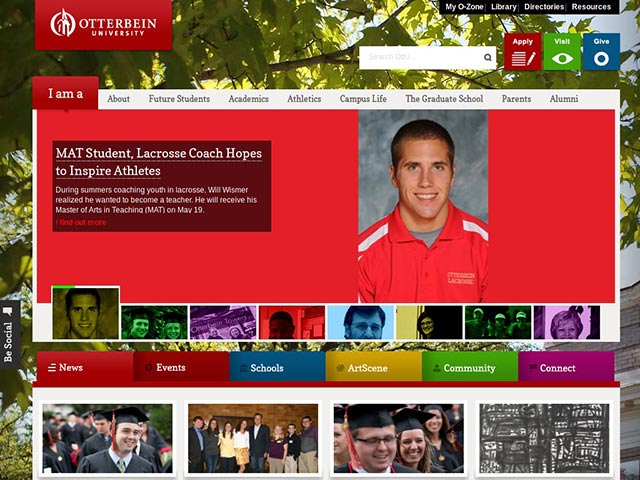 OTTERBEIN
UNIVERSITY
My O-Zone | Library | Directories | Resources
Search OttU...
Apply
Visit
Give
I am a
About
Future Students
Academics
Athletics
Campus Life
The Graduate School
Parents
Alumni
MAT Student, Lacrosse Coach Hopes
to Inspire Athletes
During summers coaching youth in lacrosse, Will Wismer
realized he wanted to become a teacher. He will receive his
Master of Arts in Teaching (MAT) on May 19.
I find out more
OTTERBEIN
LACROSSE
Otterbein Towers
Be Social
News
Events
Schools
ArtScene
Community
Connect